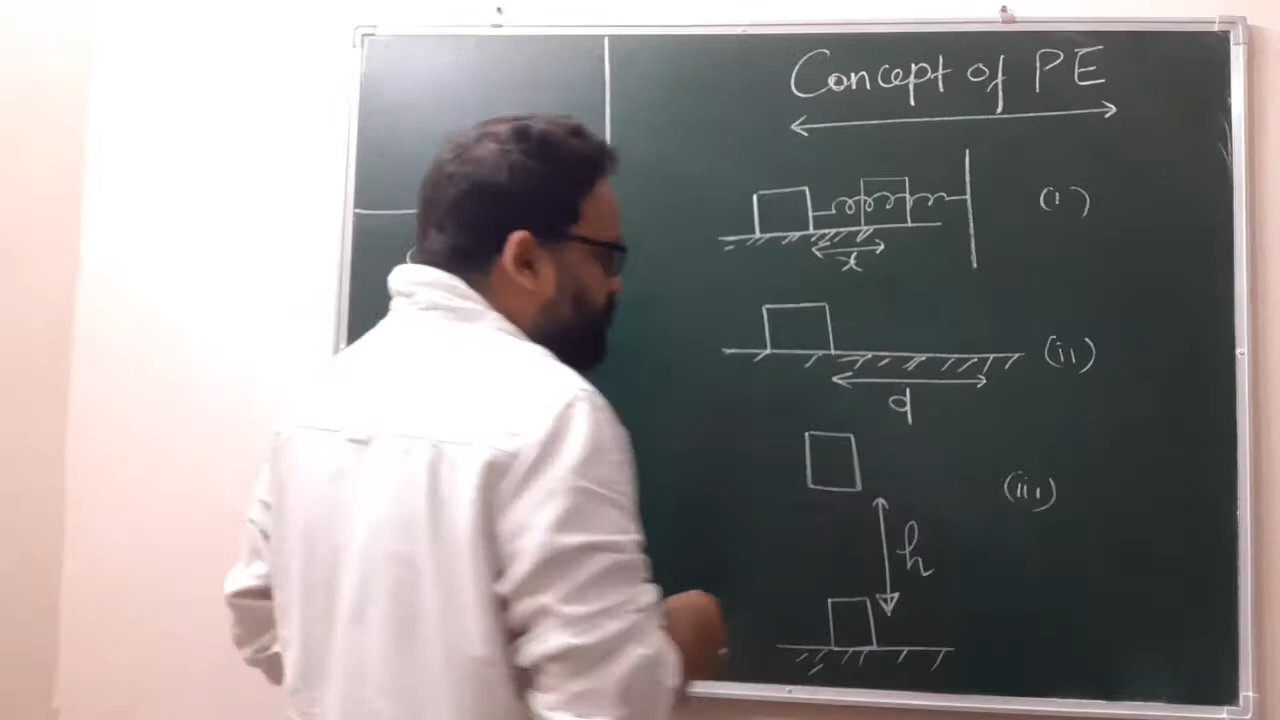 Concept of PE
(i)
x
(ii)
d
(iii)
h